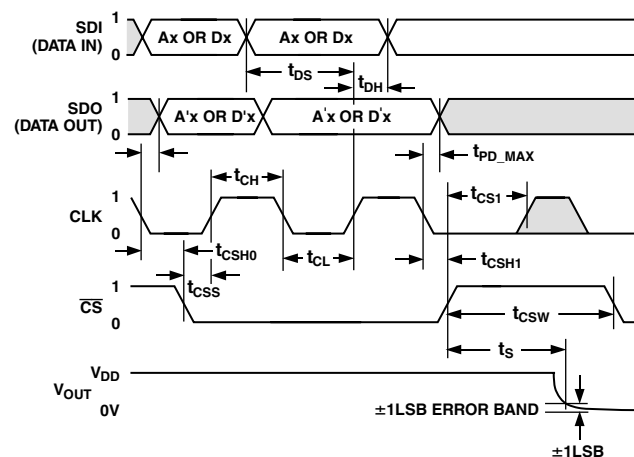 SDI
(DATA IN)
1
0
Ax OR Dx
Ax OR Dx
tDS
tDH
SDO
(DATA OUT)
1
0
A'x OR D'x
A'x OR D'x
tPD_MAX
CLK
1
0
tCH
tCS1
tCSH0
tCL
tCSH1
tCSS
CS
1
0
tCSW
tS
VDD
VOUT
0V
±1LSB ERROR BAND
±1LSB